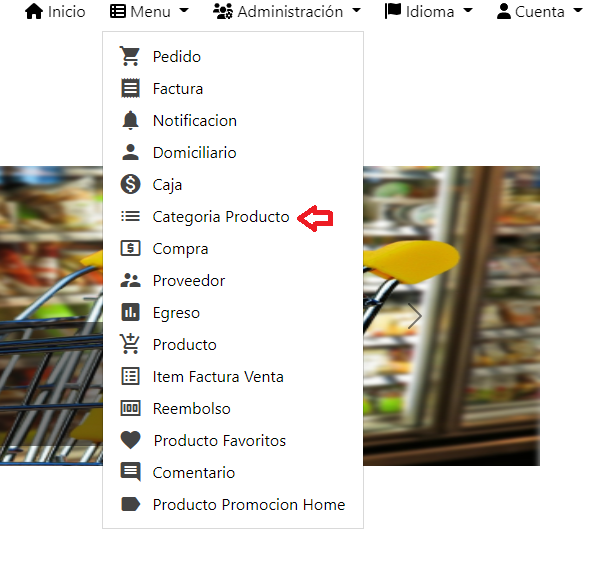 Inicio Menu Administración Idioma Cuenta
Pedido
Factura
Notificacion
Domiciliario
Caja
Categoria Producto
Compra
Proveedor
Egreso
Producto
Item Factura Venta
Reembolso
Producto Favoritos
Comentario
Producto Promocion Home